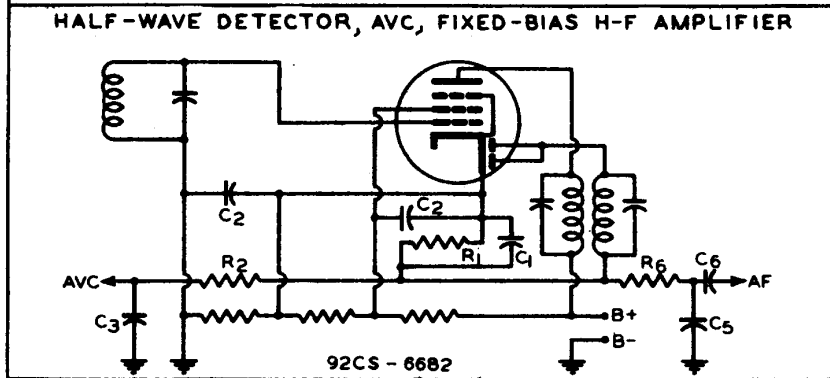 HALF-WAVE DETECTOR, AVC, FIXED-BIAS H-F AMPLIFIER
C2
C2
R1
C1
AVC
R2
R6
C6
AF
C3
B+
C5
B-
92CS-6682